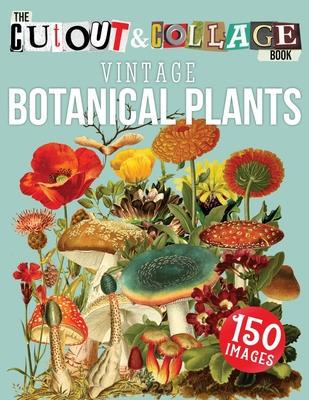 THE
CUTOUT & COLLAGE
BOOK
VINTAGE
BOTANICAL PLANTS
150
IMAGES